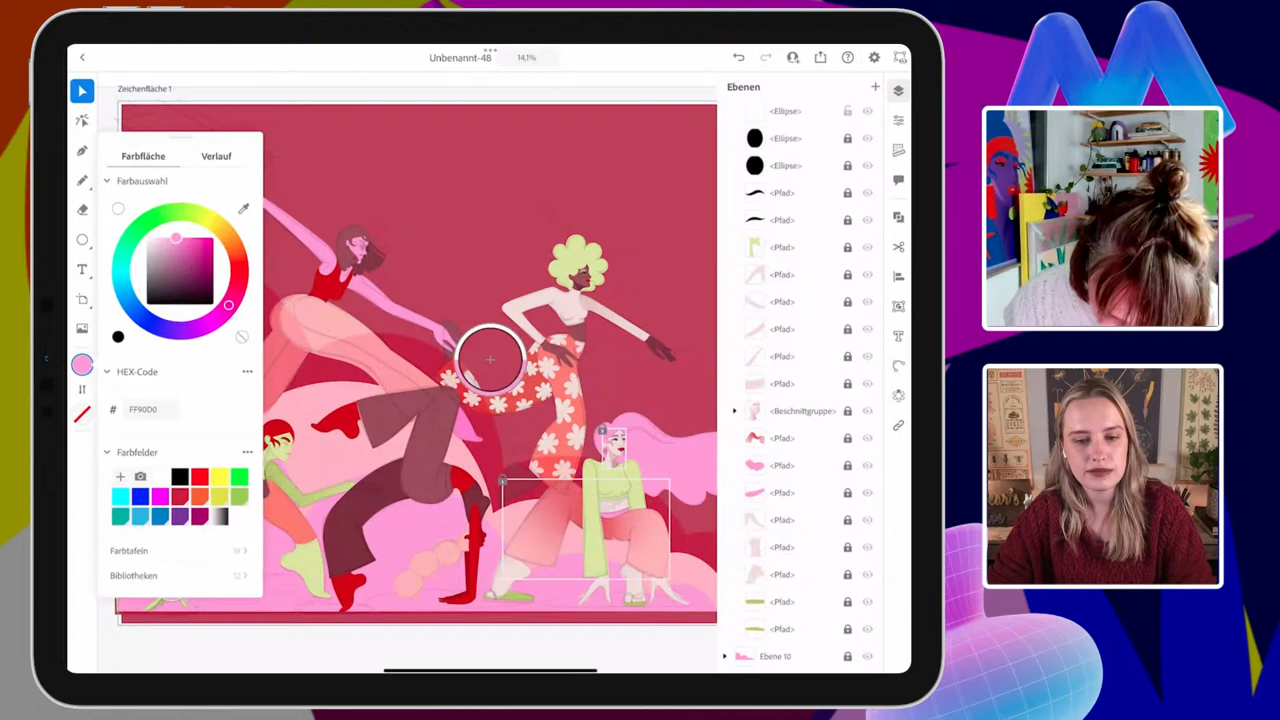 Unbenannt-48
14,1%
Zeichenfläche 1
Farbfläche
Verlauf
Farbauswahl
HEX-Code
# FF90D0
Farbfelder
Farbtafeln
Bibliotheken
Ebenen
<Ellipse>
<Ellipse>
<Ellipse>
<Pfad>
<Pfad>
<Pfad>
<Pfad>
<Pfad>
<Pfad>
<Pfad>
<Pfad>
<Beschnittgruppe>
<Pfad>
<Pfad>
<Pfad>
<Pfad>
<Pfad>
<Pfad>
<Pfad>
<Pfad>
Ebene 10